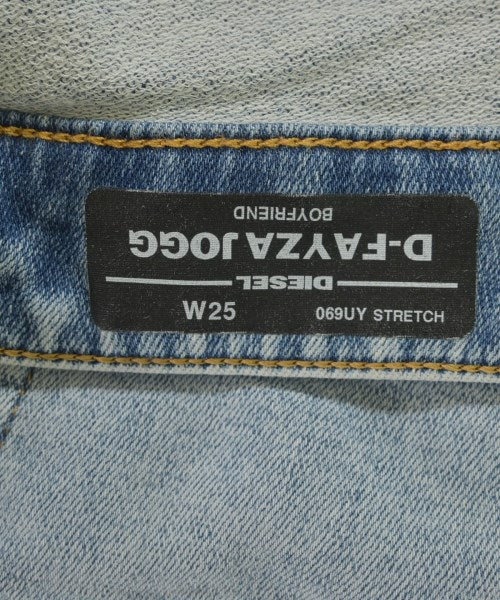 BOYFRIEND
D-FAYZA JOGG
DIESEL
W25 069UY STRETCH